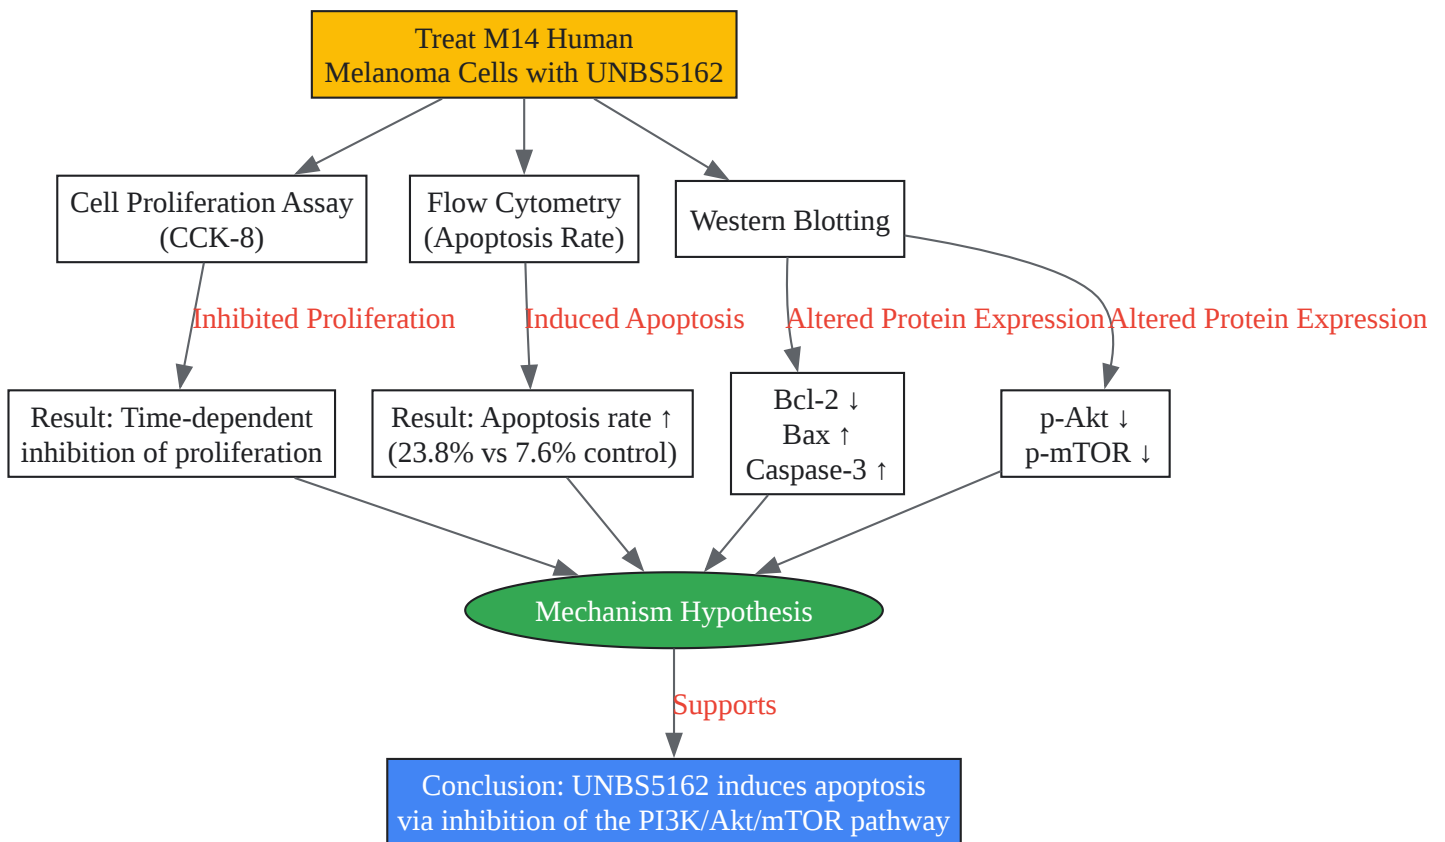 Treat M14 Human
Melanoma Cells with UNBS5162
Cell Proliferation Assay
(CCK-8)
Flow Cytometry
(Apoptosis Rate)
Western Blotting
Inhibited Proliferation
Induced Apoptosis
Altered Protein Expression
Altered Protein Expression
Result: Time-dependent
inhibition of proliferation
Result: Apoptosis rate ↑
(23.8% vs 7.6% control)
Bcl-2 ↓
Bax ↑
Caspase-3 ↑
p-Akt ↓
p-mTOR ↓
Mechanism Hypothesis
Supports
Conclusion: UNBS5162 induces apoptosis
via inhibition of the PI3K/Akt/mTOR pathway